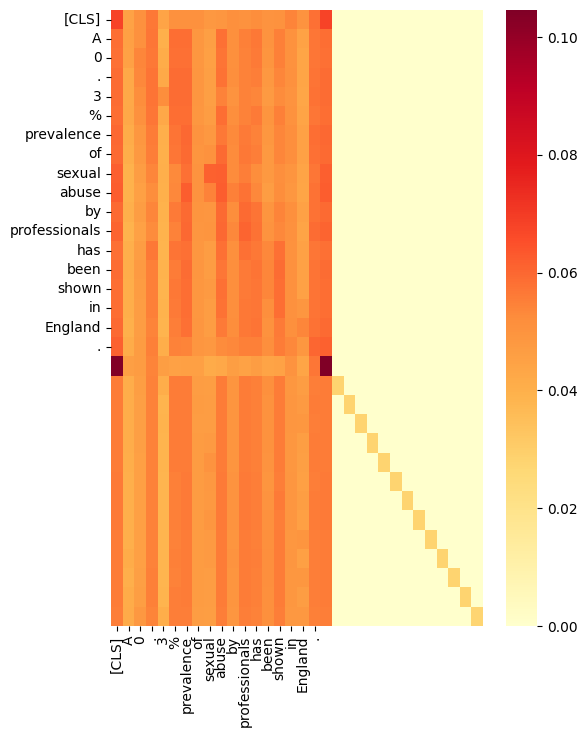 [CLS]
A
0
.
3
%
prevalence
of
sexual
abuse
by
professionals
has
been
shown
in
England
.
0.10
0.08
0.06
0.04
0.02
0.00
[CLS]
A
0
.
3
%
prevalence
of
sexual
abuse
by
professionals
has
been
shown
in
England
.